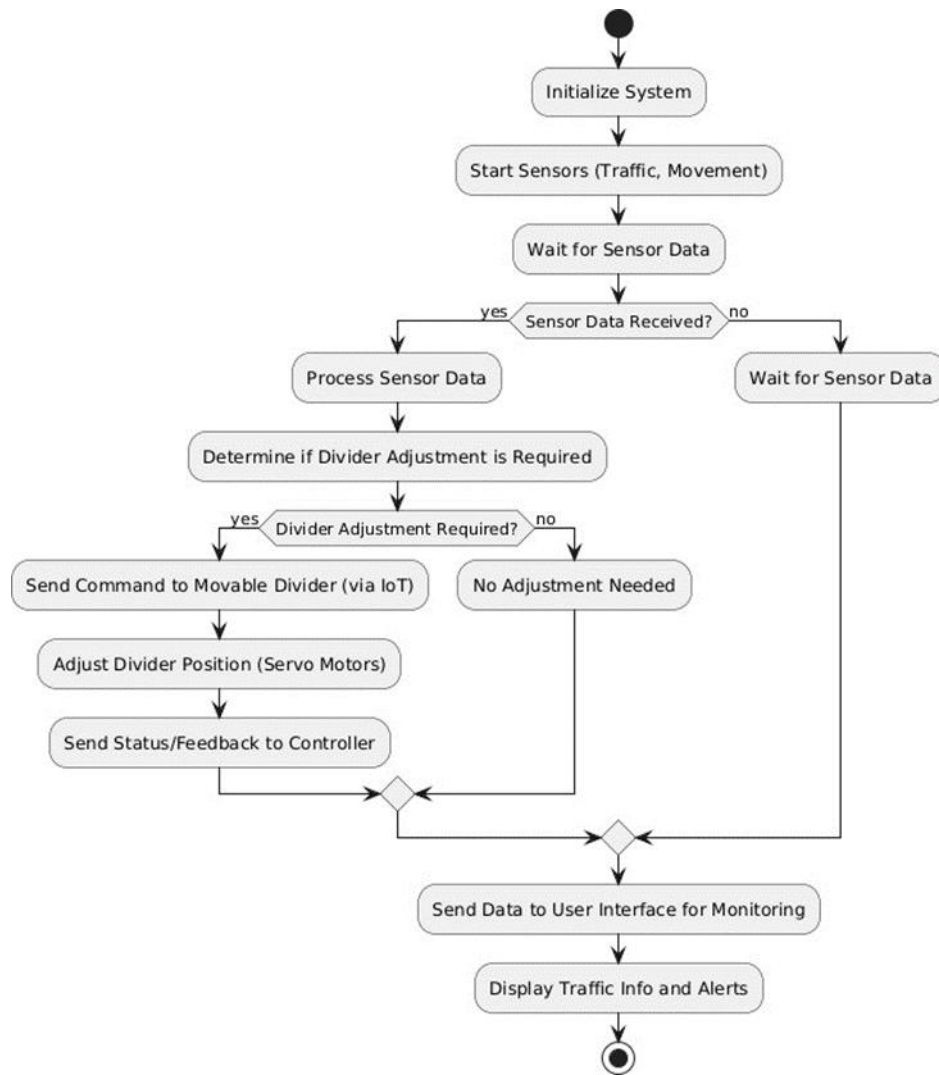 Initialize System
Start Sensors (Traffic, Movement)
Wait for Sensor Data
yes
Sensor Data Received?
no
Process Sensor Data
Wait for Sensor Data
Determine if Divider Adjustment is Required
yes
Divider Adjustment Required?
no
Send Command to Movable Divider (via IoT)
No Adjustment Needed
Adjust Divider Position (Servo Motors)
Send Status/Feedback to Controller
Send Data to User Interface for Monitoring
Display Traffic Info and Alerts